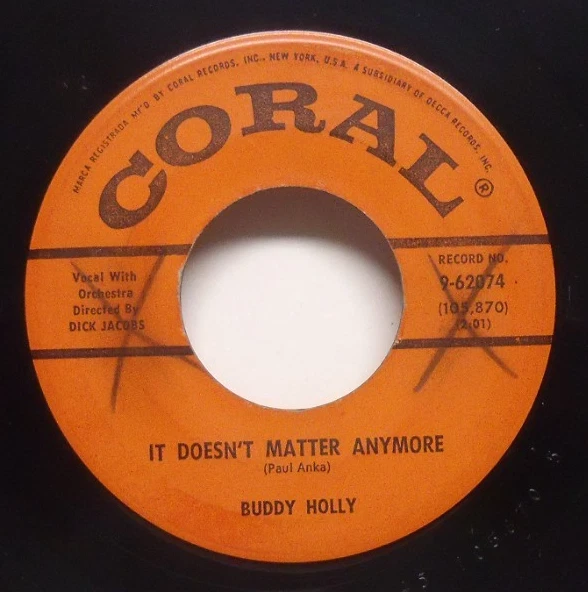 MARCA REGISTRADA MF'D BY CORAL RECORDS, INC., NEW YORK, U.S.A. A SUBSIDIARY OF DECCA RECORDS, INC.
CORAL ®
Vocal With
Orchestra
Directed By
DICK JACOBS
RECORD NO.
9-62074
(105,870)
(2:01)
IT DOESN'T MATTER ANYMORE
(Paul Anka)
BUDDY HOLLY